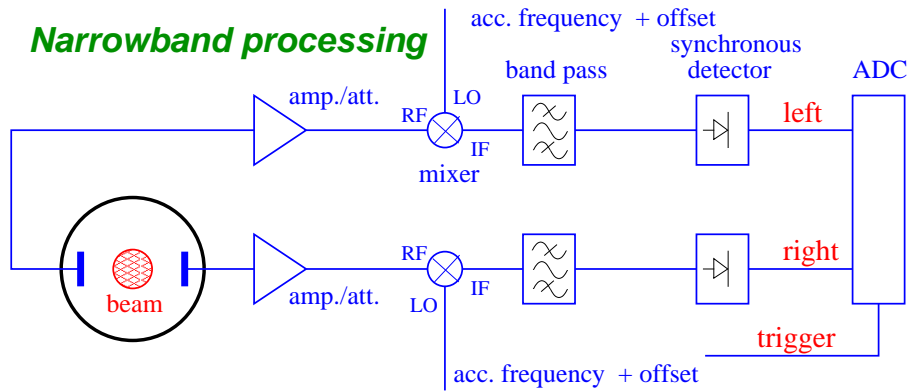 Narrowband processing
acc. frequency + offset
band pass
synchronous
detector
ADC
amp./att.
RF
LO
IF
mixer
left
beam
amp./att.
RF
LO
IF
right
trigger
acc. frequency + offset